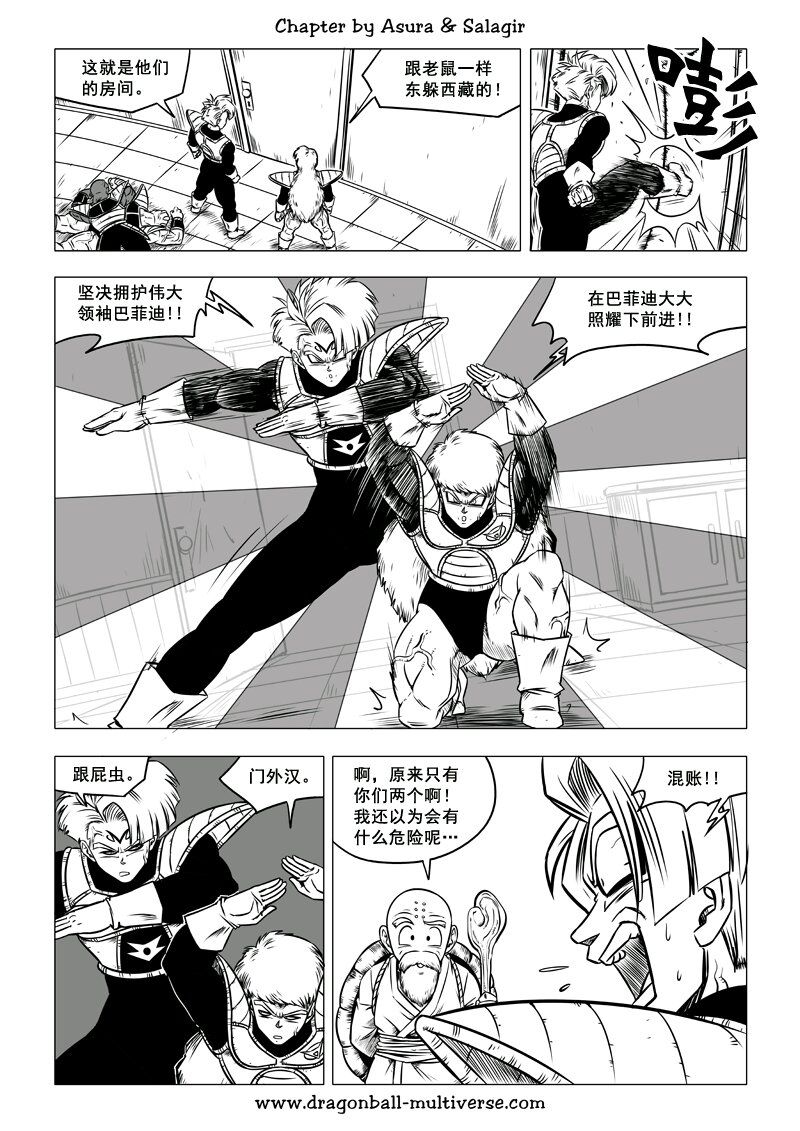 Chapter by Asura & Salagir
这就是他们
的房间。
跟老鼠一样
东躲西藏的！
嘭
坚决拥护伟大
领袖巴菲迪！！
在巴菲迪大大
照耀下前进！！
跟屁虫。
门外汉。
啊，原来只有
你们两个啊！
我还以为会有
什么危险呢…
混账！！
www.dragonball-multiverse.com